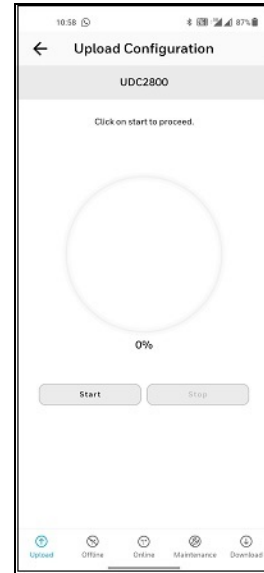 10:58 87%
Upload Configuration
UDC2800
Click on start to proceed.
0%
Start Stop
Upload Offline Online Maintenance Download